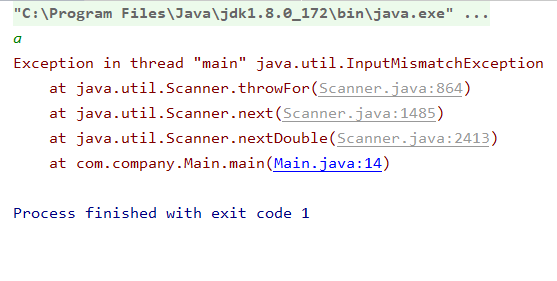 "C:\Program Files\Java\jdk1.8.0_172\bin\java.exe" ...
a
Exception in thread "main" java.util.InputMismatchException
    at java.util.Scanner.throwFor(Scanner.java:864)
    at java.util.Scanner.next(Scanner.java:1485)
    at java.util.Scanner.nextDouble(Scanner.java:2413)
    at com.company.Main.main(Main.java:14)
Process finished with exit code 1